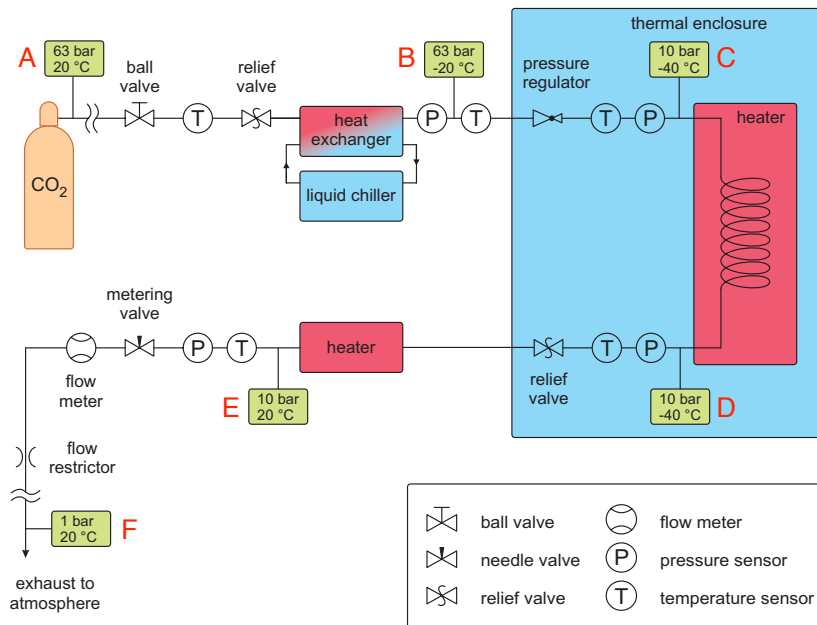 thermal enclosure
A
63 bar
20 °C
ball
valve
relief
valve
B
63 bar
-20 °C
pressure
regulator
10 bar
-40 °C
C
CO2
T
heat
exchanger
P
T
T
P
heater
liquid chiller
metering
valve
P
T
heater
T
P
flow
meter
E
10 bar
20 °C
relief
valve
10 bar
-40 °C
D
flow
restrictor
1 bar
20 °C
F
exhaust to
atmosphere
ball valve
flow meter
needle valve
P
pressure sensor
relief valve
T
temperature sensor